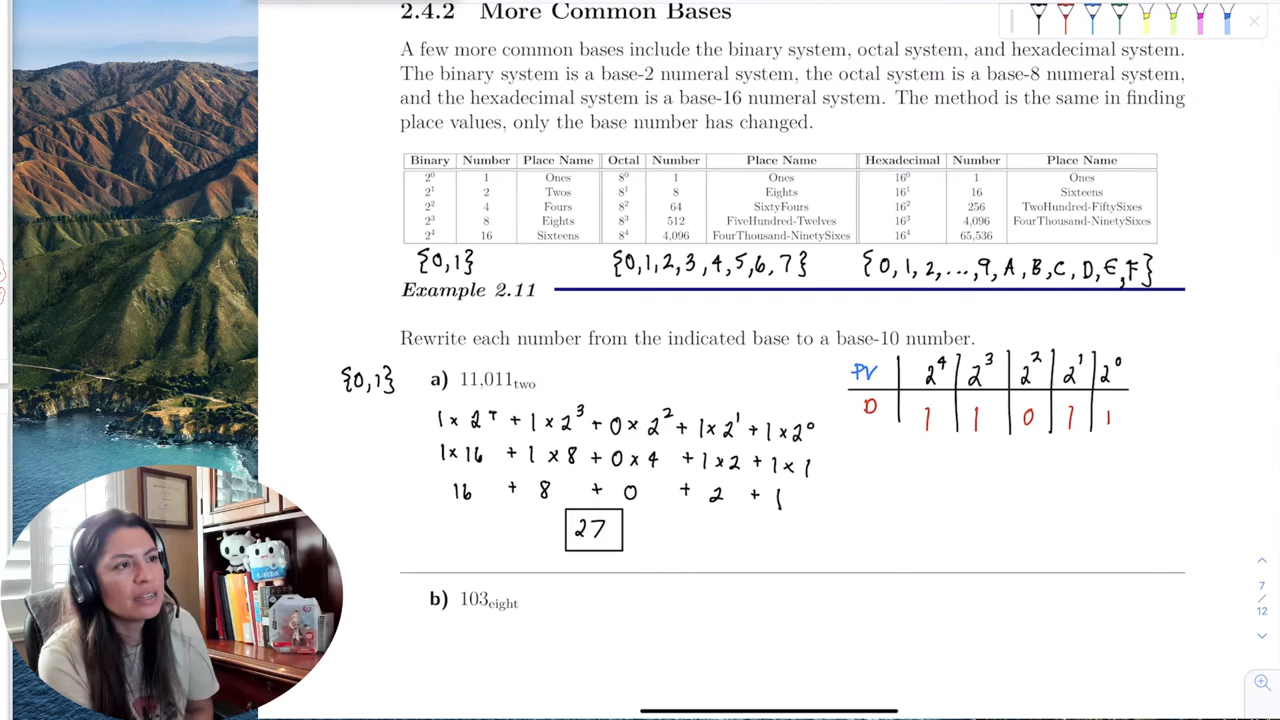 2.4.2 More Common Bases
A few more common bases include the binary system, octal system, and hexadecimal system.
The binary system is a base-2 numeral system, the octal system is a base-8 numeral system,
and the hexadecimal system is a base-16 numeral system. The method is the same in finding
place values, only the base number has changed.
Binary Number Place Name Octal Number Place Name Hexadecimal Number Place Name
2⁰ 1 Ones 8⁰ 1 Ones 16⁰ 1 Ones
2¹ 2 Twos 8¹ 8 Eights 16¹ 16 Sixteens
2² 4 Fours 8² 64 SixtyFours 16² 256 TwoHundred-FiftySixes
2³ 8 Eights 8³ 512 FiveHundred-Twelves 16³ 4,096 FourThousand-NinetySixes
2⁴ 16 Sixteens 8⁴ 4,096 FourThousand-NinetySixes 16⁴ 65,536
{0,1} {0,1,2,3,4,5,6,7} {0,1,2,...,9,A,B,C,D,E,F}
Example 2.11
Rewrite each number from the indicated base to a base-10 number.
{0,1} a) 11,011two
PV 2⁴ 2³ 2² 2¹ 2⁰
D 1 1 0 1 1
1×2⁴ + 1×2³ + 0×2² + 1×2¹ + 1×2⁰
1×16 + 1×8 + 0×4 + 1×2 + 1×1
16 + 8 + 0 + 2 + 1
27
b) 103eight
7
/
12